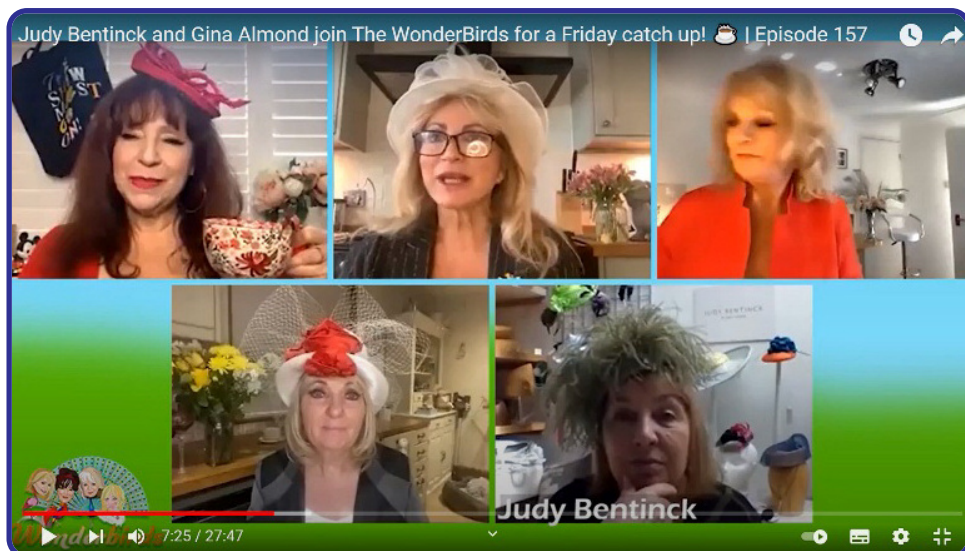 Judy Bentinck and Gina Almond join The WonderBirds for a Friday catch up! ☕ | Episode 157
JUDY BENTINCK
Judy Bentinck
Wonderbirds
7:25 / 27:47